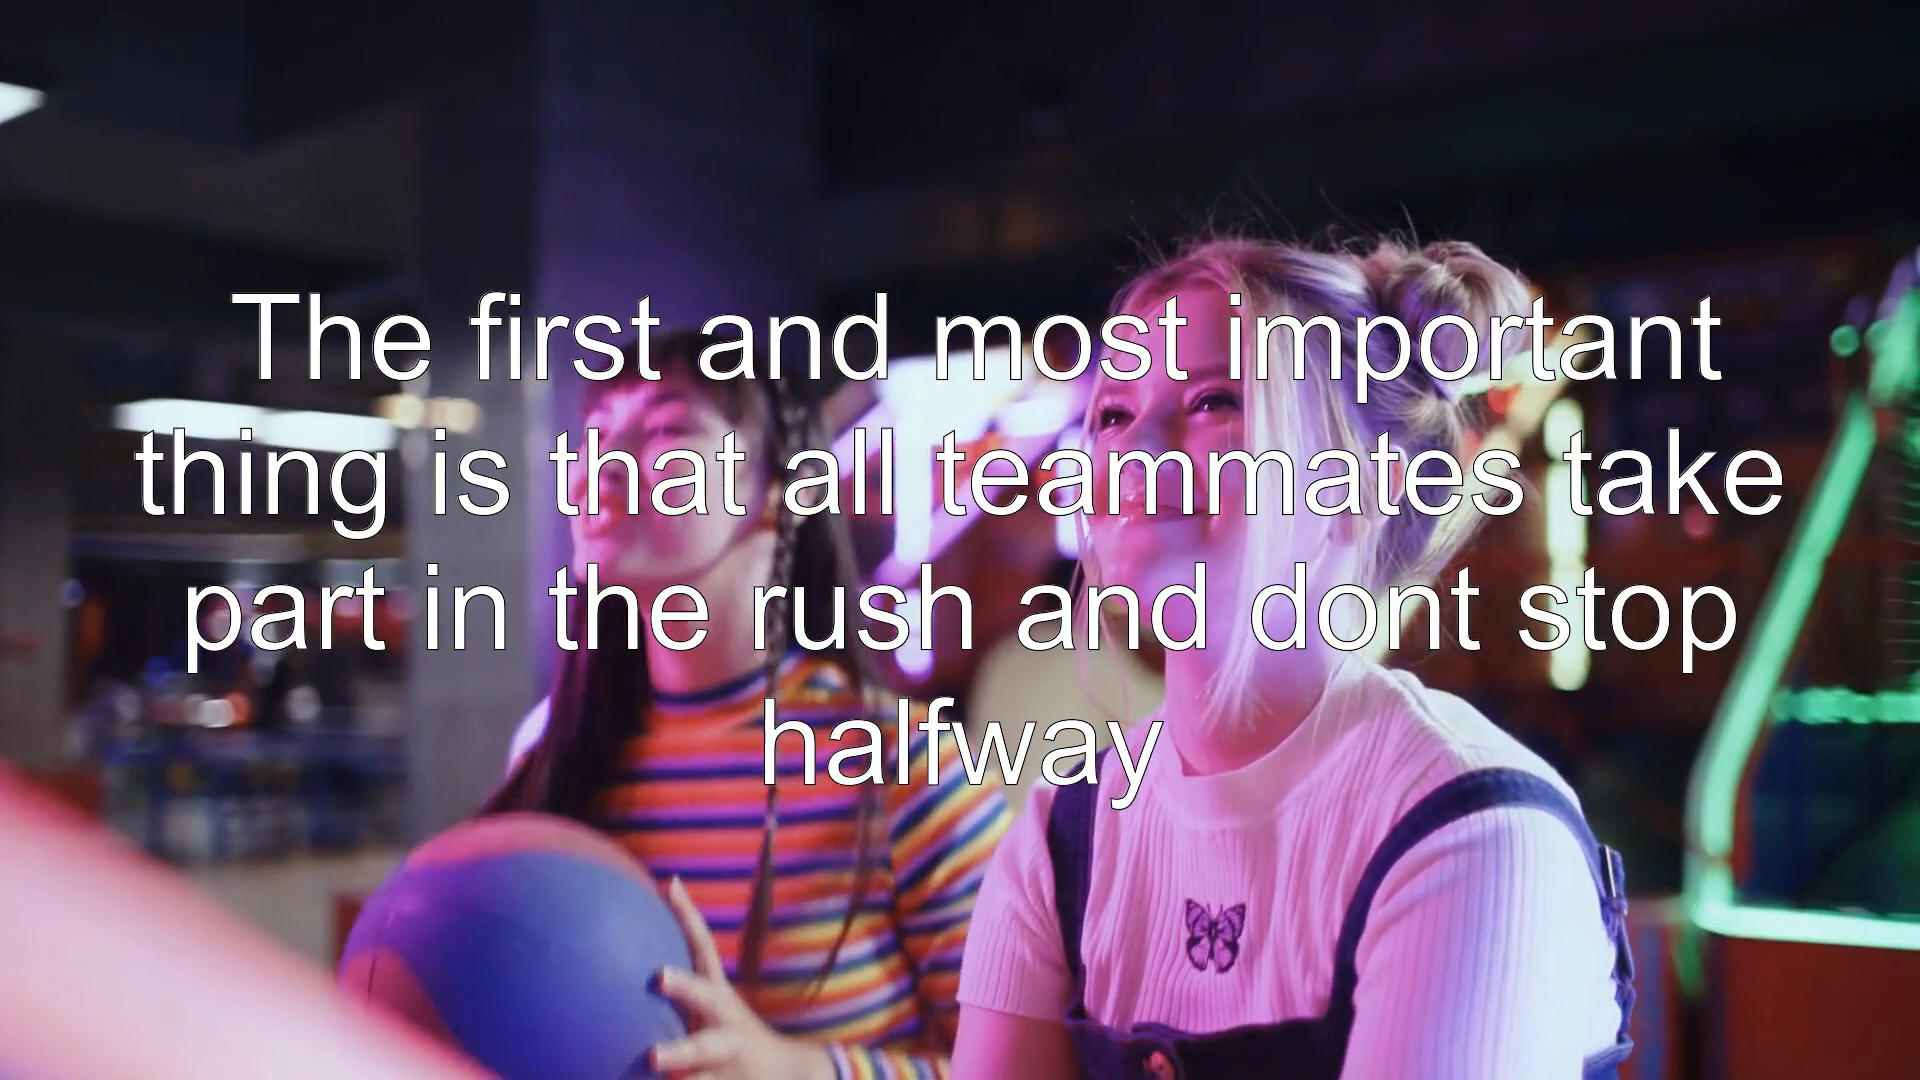 The first and most important
thing is that all teammates take
part in the rush and dont stop
halfway